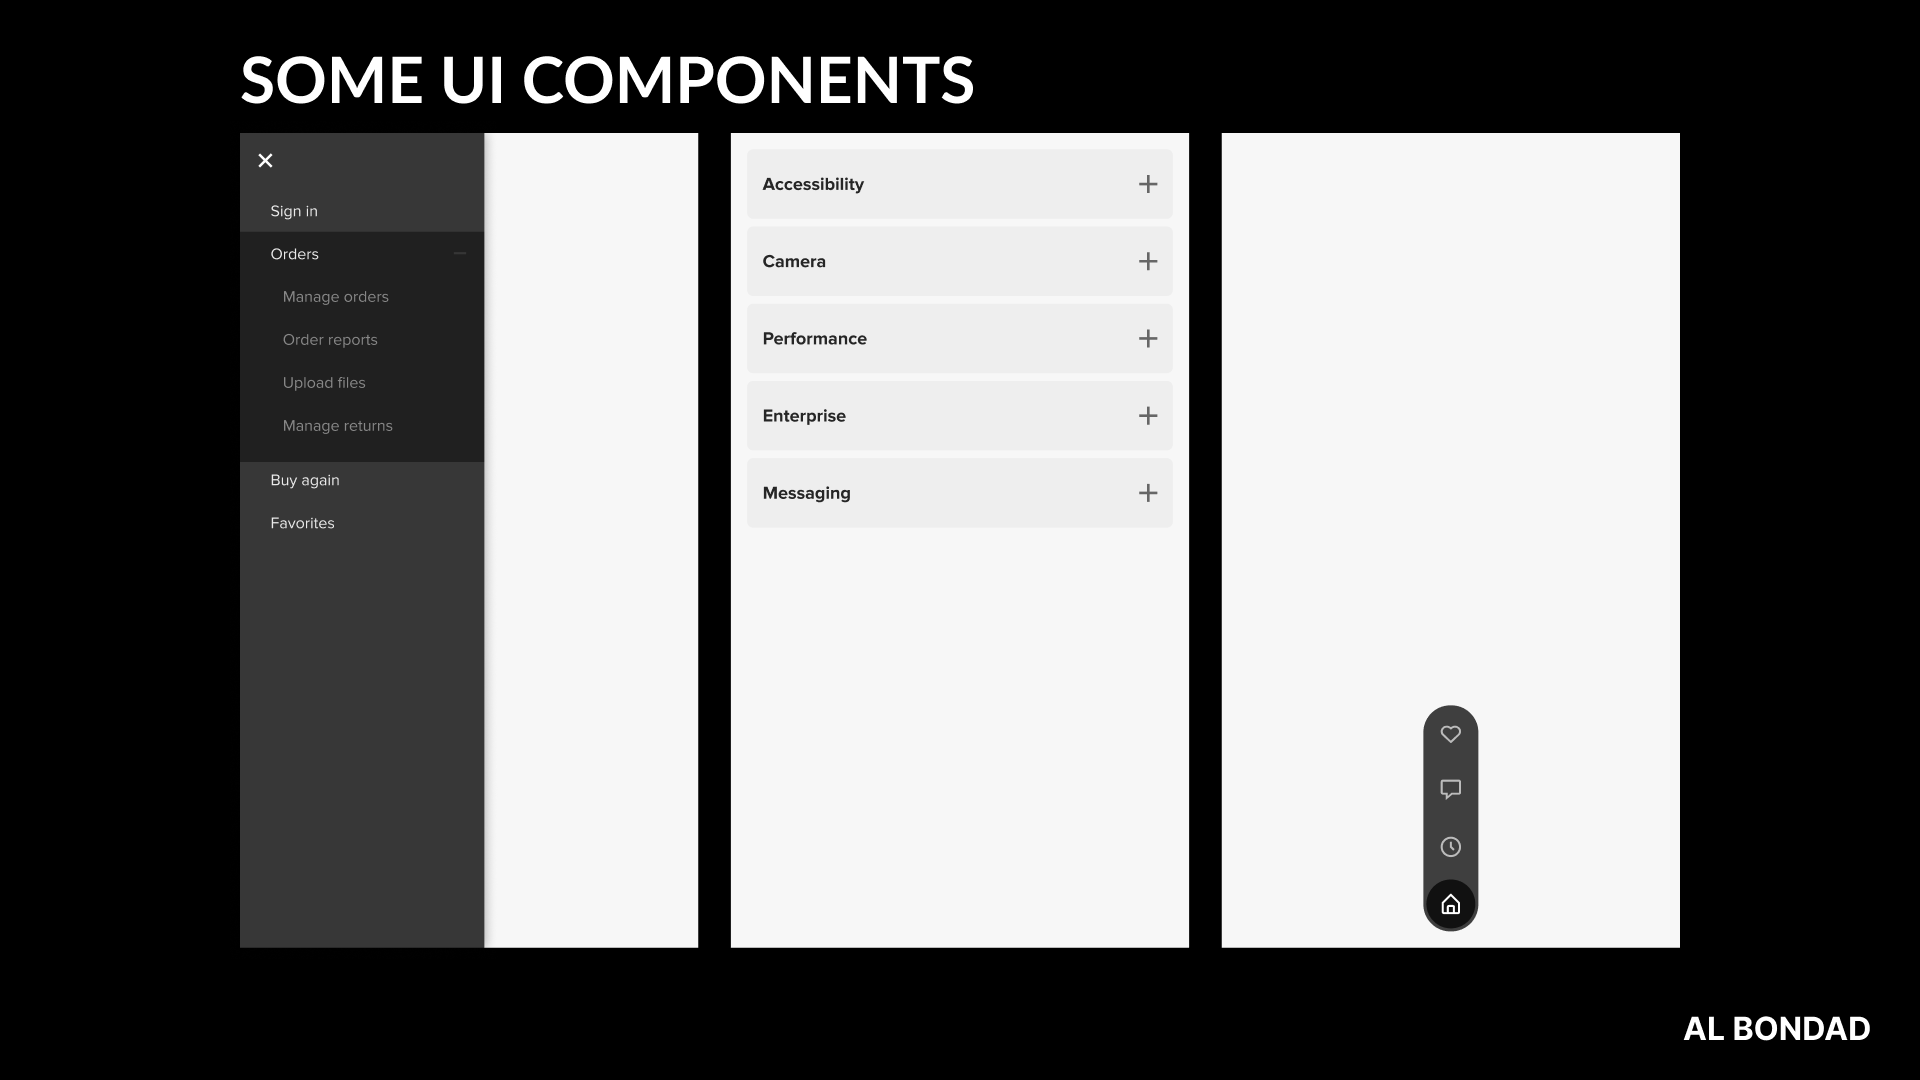 SOME UI COMPONENTS
Sign in
Orders
Manage orders
Order reports
Upload files
Manage returns
Buy again
Favorites
Accessibility
Camera
Performance
Enterprise
Messaging
AL BONDAD